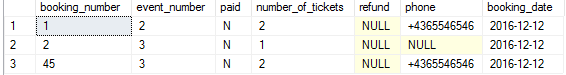 booking_number event_number paid number_of_tickets refund phone booking_date
1 1 2 N 2 NULL +4365546546 2016-12-12
2 2 3 N 1 NULL NULL 2016-12-12
3 45 3 N 2 NULL +4365546546 2016-12-12